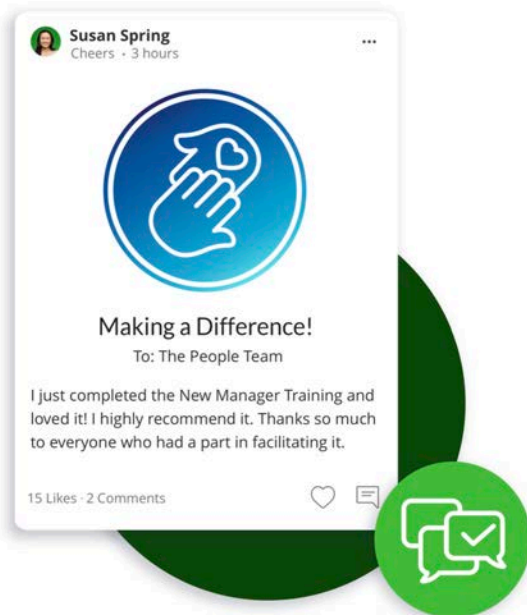 Susan Spring
Cheers • 3 hours
Making a Difference!
To: The People Team
I just completed the New Manager Training and
loved it! I highly recommend it. Thanks so much
to everyone who had a part in facilitating it.
15 Likes · 2 Comments